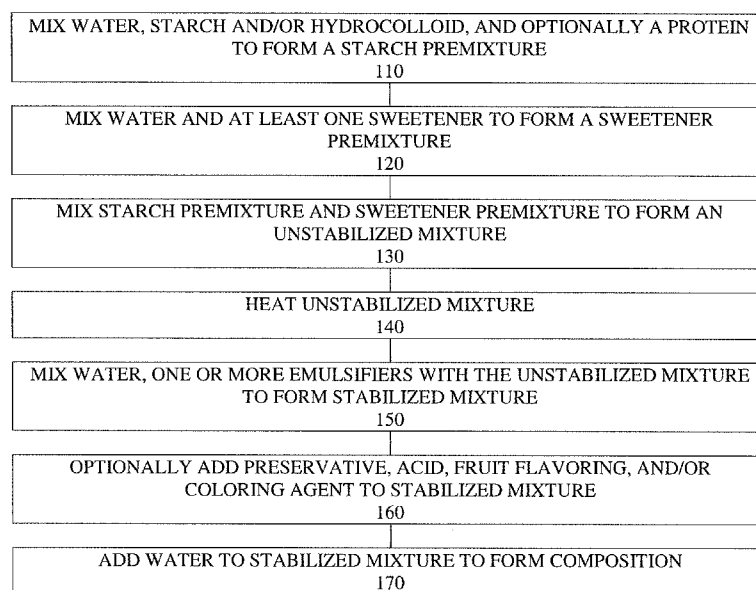 MIX WATER, STARCH AND/OR HYDROCOLLOID, AND OPTIONALLY A PROTEIN
TO FORM A STARCH PREMIXTURE
110
MIX WATER AND AT LEAST ONE SWEETENER TO FORM A SWEETENER
PREMIXTURE
120
MIX STARCH PREMIXTURE AND SWEETENER PREMIXTURE TO FORM AN
UNSTABILIZED MIXTURE
130
HEAT UNSTABILIZED MIXTURE
140
MIX WATER, ONE OR MORE EMULSIFIERS WITH THE UNSTABILIZED MIXTURE
TO FORM STABILIZED MIXTURE
150
OPTIONALLY ADD PRESERVATIVE, ACID, FRUIT FLAVORING, AND/OR
COLORING AGENT TO STABILIZED MIXTURE
160
ADD WATER TO STABILIZED MIXTURE TO FORM COMPOSITION
170